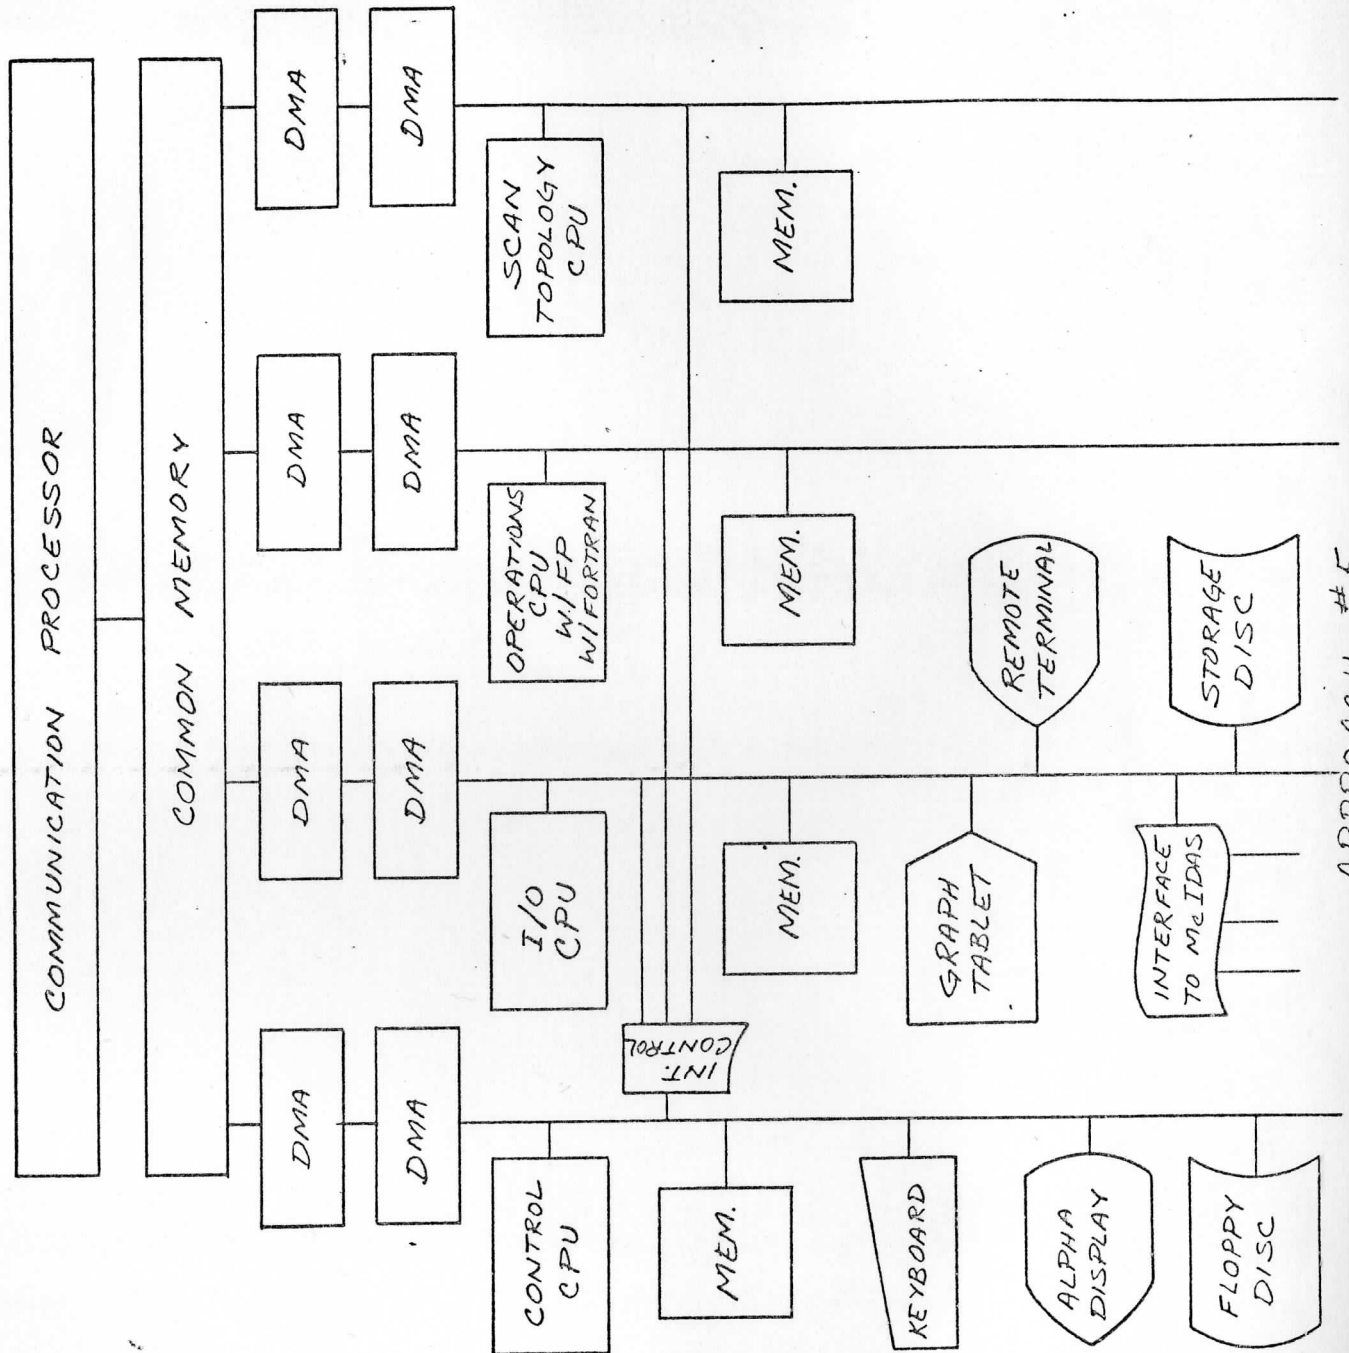 COMMUNICATION PROCESSOR
COMMON MEMORY
DMA
DMA
DMA
DMA
DMA
DMA
DMA
DMA
CONTROL
CPU
I/O
CPU
OPERATIONS
CPU
W/FP
W/FORTRAN
SCAN
TOPOLOGY
CPU
INT.
CONTROL
MEM.
MEM.
MEM.
MEM.
KEYBOARD
GRAPH
TABLET
REMOTE
TERMINAL
ALPHA
DISPLAY
INTERFACE
TO McIDAS
STORAGE
DISC
FLOPPY
DISC